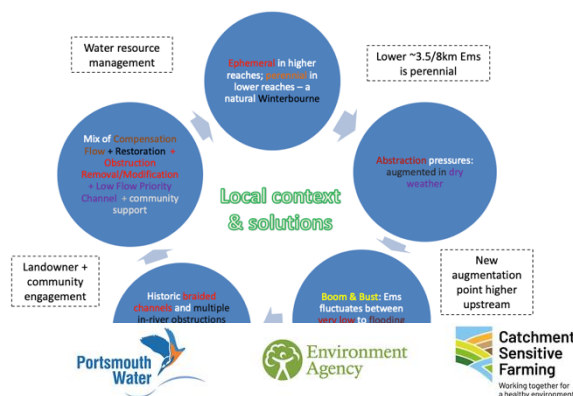 Water resource
management
Ephemeral in higher
reaches; perennial in
lower reaches – a
natural Winterbourne
Lower ~3.5/8km Ems
is perennial
Abstraction pressures:
augmented in dry
weather
New
augmentation
point higher
upstream
Boom & Bust: Ems
fluctuates between
very low to flooding
Historic braided
channels and multiple
in-river obstructions
Landowner +
community
engagement
Mix of Compensation
Flow + Restoration +
Obstruction
Removal/Modification
+ Low Flow Priority
Channel + community
support
Local context
& solutions
Portsmouth
Water
Environment
Agency
Catchment
Sensitive
Farming
Working together for
a healthy environment